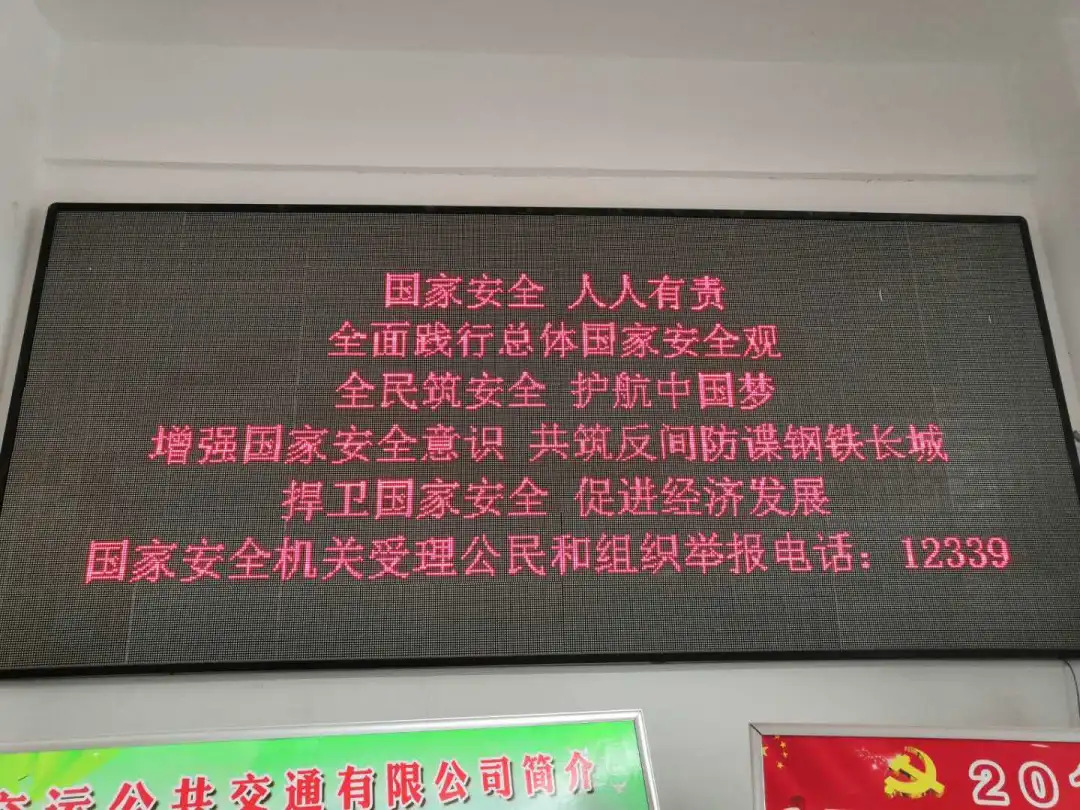 国家安全 人人有责
全面践行总体国家安全观
全民筑安全 护航中国梦
增强国家安全意识 共筑反间防谍钢铁长城
捍卫国家安全 促进经济发展
国家安全机关受理公民和组织举报电话：12339
运公共交通有限公司简介
20